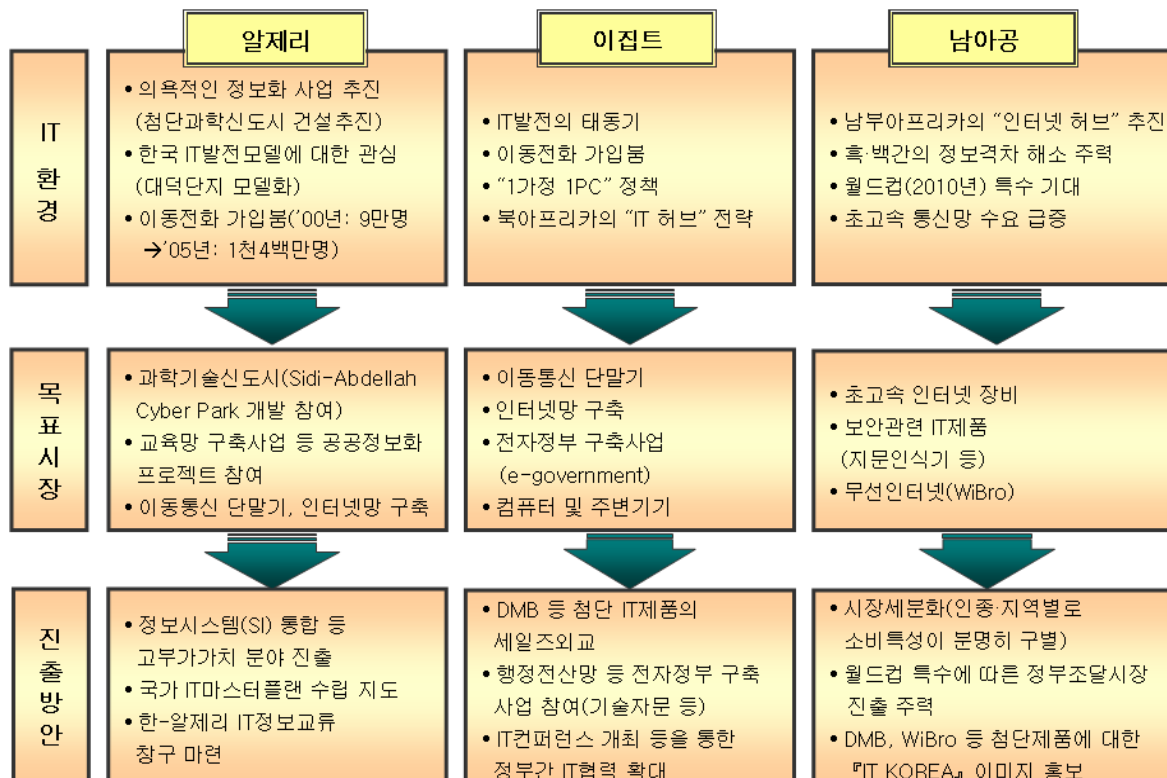 알제리
이집트
남아공
IT
환
경
• 의욕적인 정보화 사업 추진
(첨단과학신도시 건설추진)
• 한국 IT발전모델에 대한 관심
(대덕단지 모델화)
• 이동전화 가입붐('00년: 9만명
→'05년: 1천4백만명)
• IT발전의 태동기
• 이동전화 가입붐
• “1가정 1PC” 정책
• 북아프리카의 “IT 허브” 전략
• 남부아프리카의 “인터넷 허브” 추진
• 흑·백간의 정보격차 해소 주력
• 월드컵(2010년) 특수 기대
• 초고속 통신망 수요 급증
목
표
시
장
• 과학기술신도시(Sidi-Abdellah
Cyber Park 개발 참여)
• 교육망 구축사업 등 공공정보화
프로젝트 참여
• 이동통신 단말기, 인터넷망 구축
• 이동통신 단말기
• 인터넷망 구축
• 전자정부 구축사업
(e-government)
• 컴퓨터 및 주변기기
• 초고속 인터넷 장비
• 보안관련 IT제품
(지문인식기 등)
• 무선인터넷(WiBro)
진
출
방
안
• 정보시스템(SI) 통합 등
고부가가치 분야 진출
• 국가 IT마스터플랜 수립 지도
• 한-알제리 IT정보교류
창구 마련
• DMB 등 첨단 IT제품의
세일즈외교
• 행정전산망 등 전자정부 구축
사업 참여(기술자문 등)
• IT컨퍼런스 개최 등을 통한
정부간 IT협력 확대
• 시장세분화(인종·지역별로
소비특성이 분명히 구별)
• 월드컵 특수에 따른 정부조달시장
진출 주력
• DMB, WiBro 등 첨단제품에 대한
『IT KOREA』 이미지 홍보